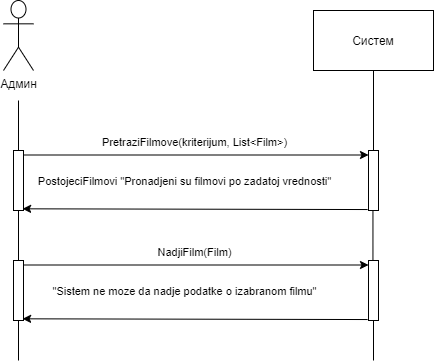 Админ
Систем
PretraziFilmove(kriterijum, List<Film>)
PostojeciFilmovi "Pronadjeni su filmovi po zadatoj vrednosti"
NadjiFilm(Film)
"Sistem ne moze da nadje podatke o izabranom filmu"